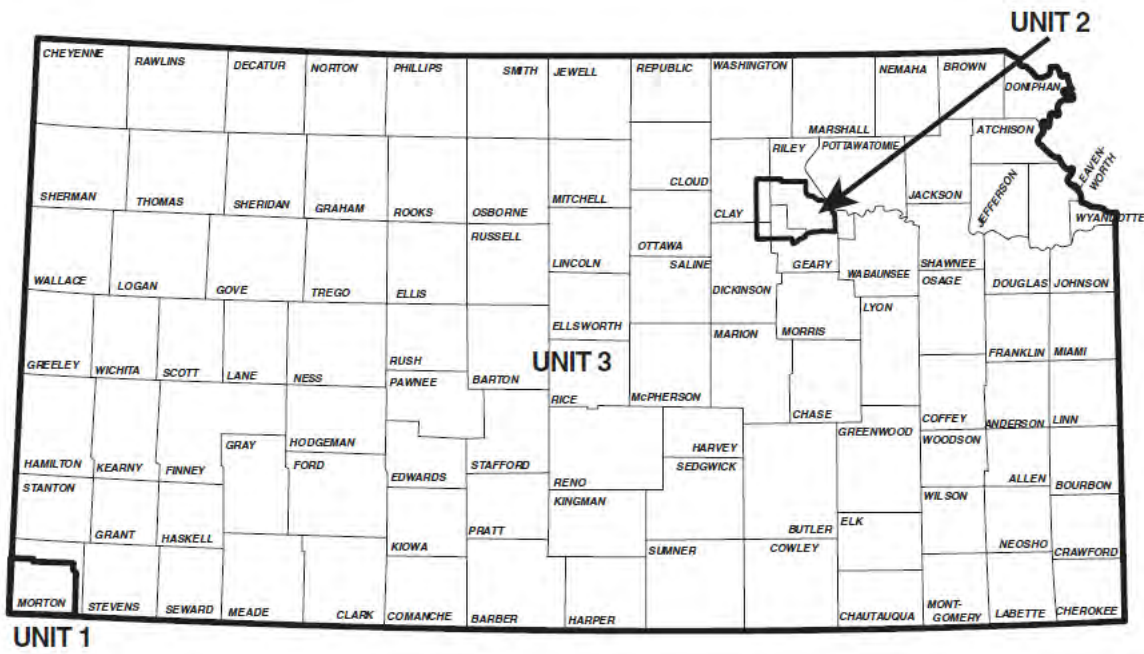 UNIT 2
CHEYENNE
RAWLINS
DECATUR
NORTON
PHILLIPS
SMITH
JEWELL
REPUBLIC
WASHINGTON
NEMAHA
BROWN
DONIPHAN
MARSHALL
ATCHISON
RILEY
POTTAWATOMIE
LEAVEN-
WORTH
SHERMAN
THOMAS
SHERIDAN
GRAHAM
ROOKS
OSBORNE
MITCHELL
CLOUD
CLAY
JACKSON
JEFFERSON
WYANDOTTE
RUSSELL
OTTAWA
WALLACE
LOGAN
GOVE
TREGO
ELLIS
LINCOLN
SALINE
DICKINSON
GEARY
WABAUNSEE
SHAWNEE
OSAGE
DOUGLAS
JOHNSON
LYON
ELLSWORTH
MARION
MORRIS
GREELEY
WICHITA
SCOTT
LANE
NESS
RUSH
UNIT 3
FRANKLIN
MIAMI
PAWNEE
BARTON
RICE
McPHERSON
CHASE
COFFEY
ANDERSON
LINN
GREENWOOD
HODGEMAN
GRAY
HARVEY
WOODSON
HAMILTON
KEARNY
FINNEY
FORD
EDWARDS
STAFFORD
SEDGWICK
STANTON
RENO
ALLEN
BOURBON
KINGMAN
WILSON
GRANT
HASKELL
KIOWA
PRATT
SUMNER
BUTLER
ELK
COWLEY
NEOSHO
CRAWFORD
MORTON
STEVENS
SEWARD
MEADE
CLARK
COMANCHE
BARBER
HARPER
CHAUTAUQUA
MONT-
GOMERY
LABETTE
CHEROKEE
UNIT 1